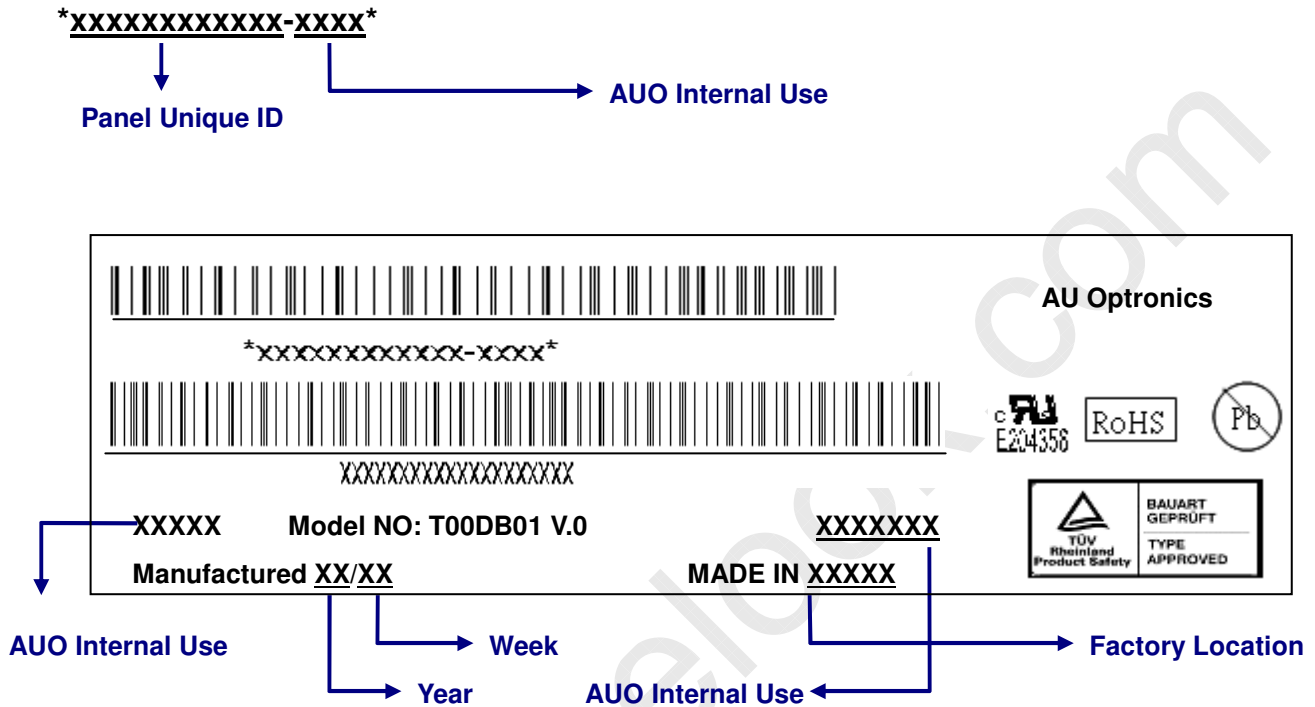 *xxxxxxxxxxxx-xxxx*
AUO Internal Use
Panel Unique ID
AU Optronics
*xxxxxxxxxxxx-xxxx*
c
E204358
RoHS
Pb
XXXXXXXXXXXXXXXXXXXX
XXXXX Model NO: T00DB01 V.0 XXXXXXX
Manufactured XX/XX MADE IN XXXXX
TÜV
Rheinland
Product Safety
BAUART
GEPRÜFT
TYPE
APPROVED
AUO Internal Use
Week
Factory Location
Year
AUO Internal Use